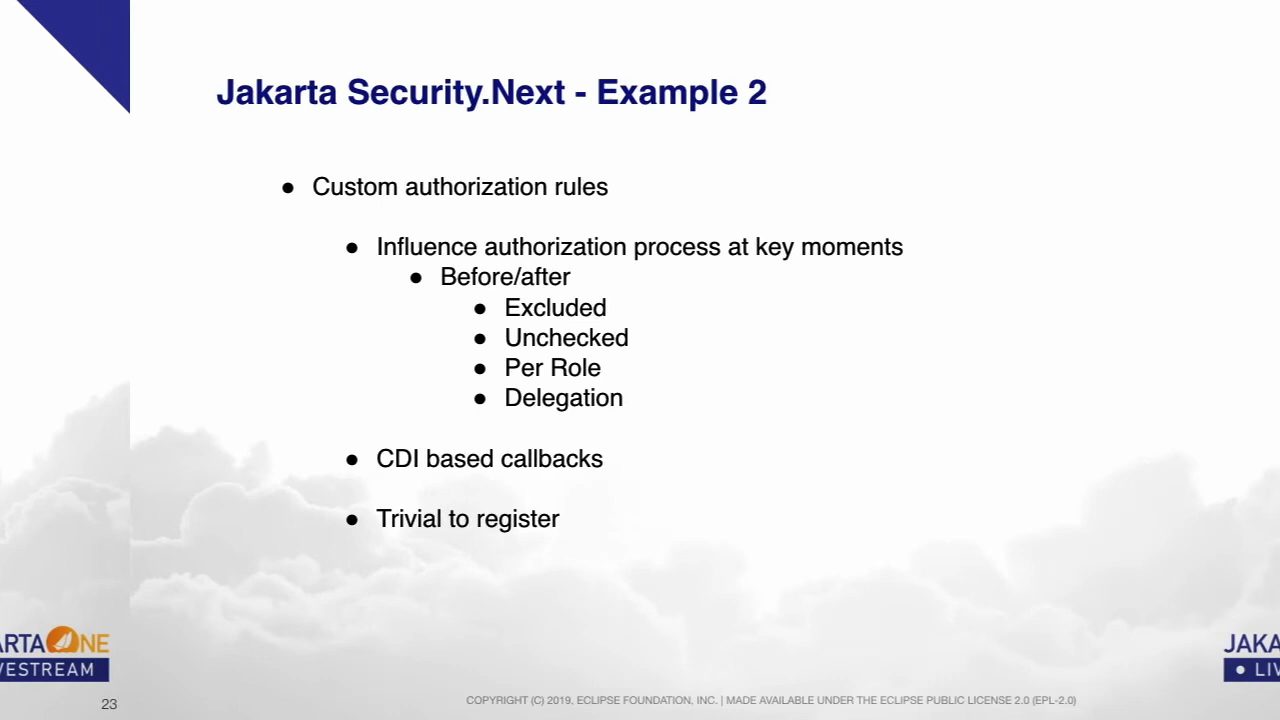 Jakarta Security.Next - Example 2
● Custom authorization rules
● Influence authorization process at key moments
● Before/after
● Excluded
● Unchecked
● Per Role
● Delegation
● CDI based callbacks
● Trivial to register
ARTA NE
VESTREAM
JAKA
● LIV
23
COPYRIGHT (C) 2019, ECLIPSE FOUNDATION, INC. | MADE AVAILABLE UNDER THE ECLIPSE PUBLIC LICENSE 2.0 (EPL-2.0)